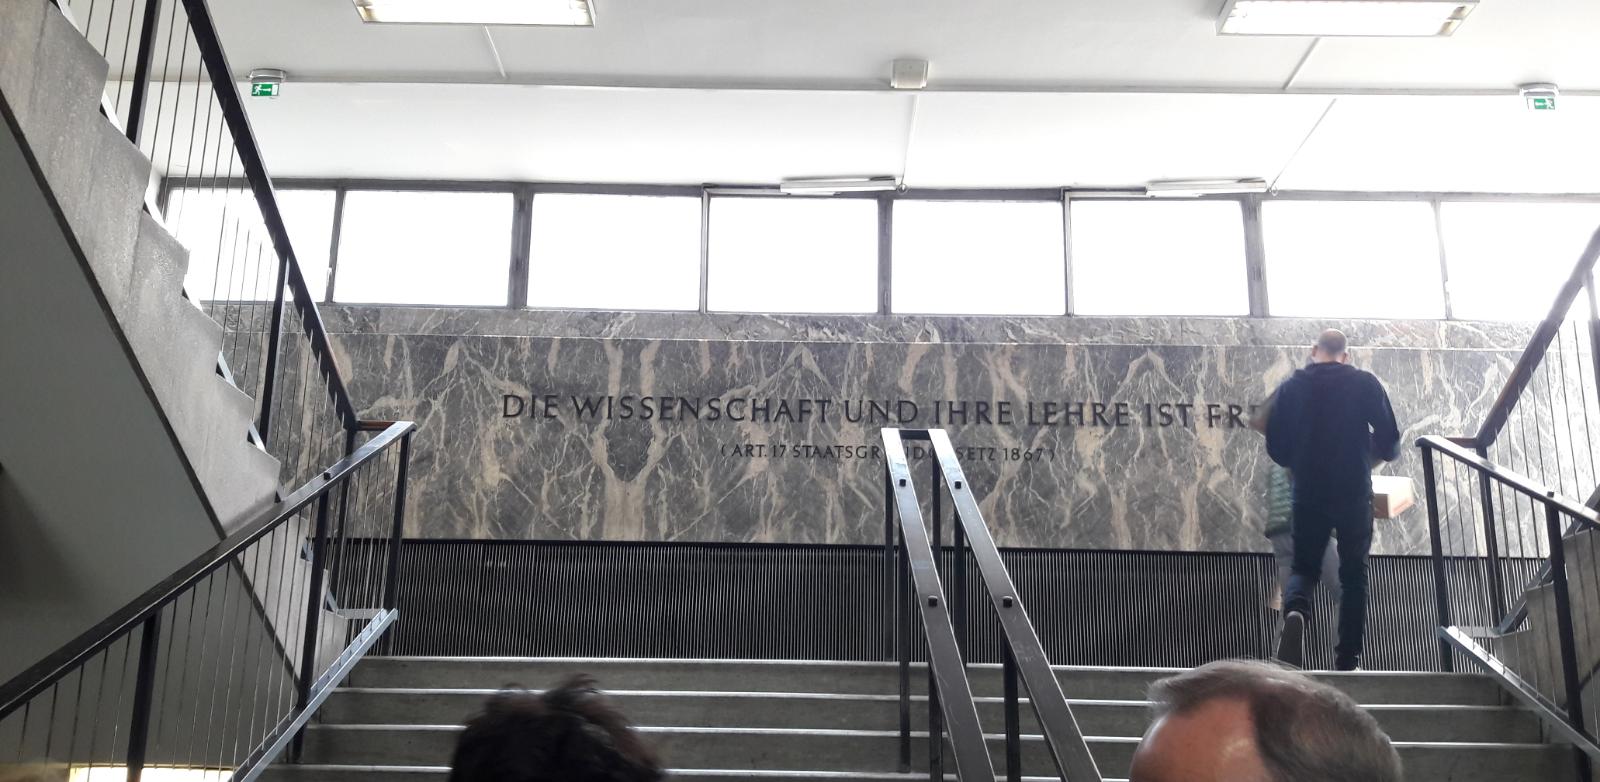 DIE WISSENSCHAFT UND IHRE LEHRE IST
(ART. 17 1867)